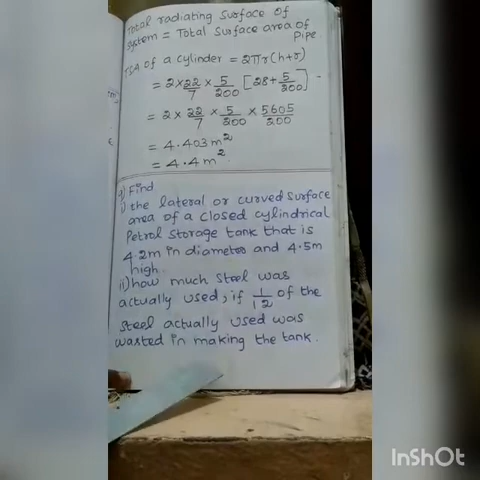 Total radiating Surface of
System = Total Surface area of
Pipe
TSA of a cylinder = 2πr(h+r)
= 2×22/7 × 5/200 [28+5/200]
= 2 × 22/7 × 5/200 × 5605/200
= 4.403 m²
= 4.4 m².
Find
i) the lateral or curved surface
area of a closed cylindrical
Petrol storage tank that is
4.2m in diameter and 4.5m
high.
ii) how much steel was
actually used, if 1/12 of the
steel actually used was
wasted in making the tank.
InShOt